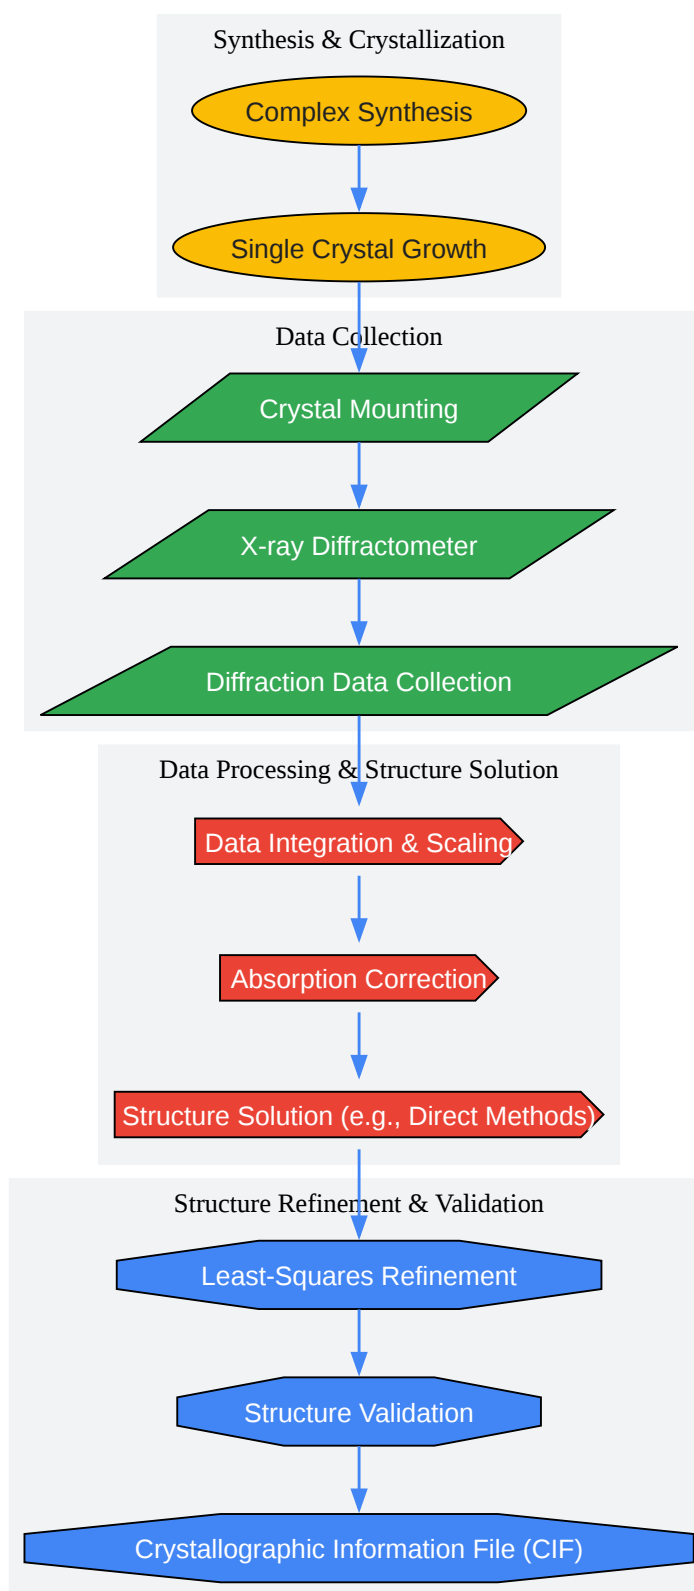 Synthesis & Crystallization
Complex Synthesis
Single Crystal Growth
Data Collection
Crystal Mounting
X-ray Diffractometer
Diffraction Data Collection
Data Processing & Structure Solution
Data Integration & Scaling
Absorption Correction
Structure Solution (e.g., Direct Methods)
Structure Refinement & Validation
Least-Squares Refinement
Structure Validation
Crystallographic Information File (CIF)